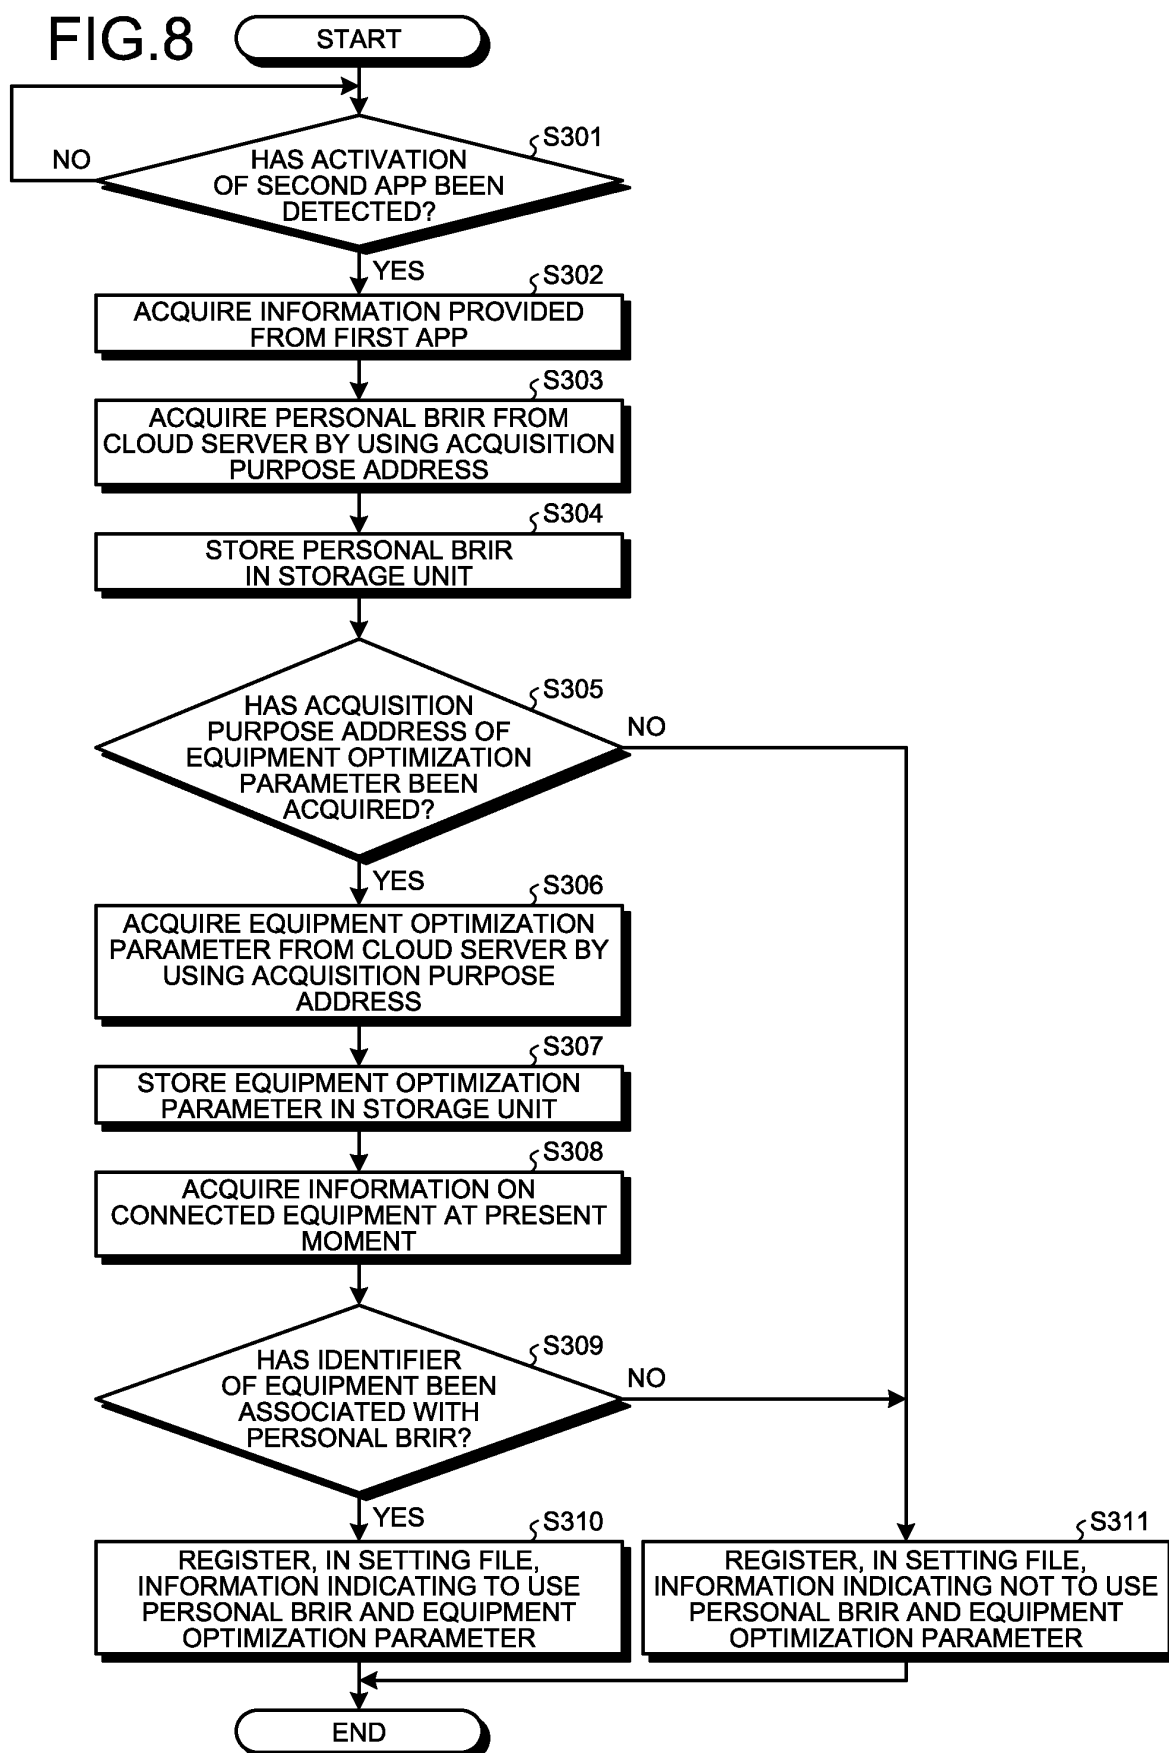 FIG.8
START
S301
NO
HAS ACTIVATION
OF SECOND APP BEEN
DETECTED?
YES
S302
ACQUIRE INFORMATION PROVIDED
FROM FIRST APP
S303
ACQUIRE PERSONAL BRIR FROM
CLOUD SERVER BY USING ACQUISITION
PURPOSE ADDRESS
S304
STORE PERSONAL BRIR
IN STORAGE UNIT
S305
HAS ACQUISITION
PURPOSE ADDRESS OF
EQUIPMENT OPTIMIZATION
PARAMETER BEEN
ACQUIRED?
NO
YES
S306
ACQUIRE EQUIPMENT OPTIMIZATION
PARAMETER FROM CLOUD SERVER BY
USING ACQUISITION PURPOSE
ADDRESS
S307
STORE EQUIPMENT OPTIMIZATION
PARAMETER IN STORAGE UNIT
S308
ACQUIRE INFORMATION ON
CONNECTED EQUIPMENT AT PRESENT
MOMENT
S309
HAS IDENTIFIER
OF EQUIPMENT BEEN
ASSOCIATED WITH
PERSONAL BRIR?
NO
YES
S310
REGISTER, IN SETTING FILE,
INFORMATION INDICATING TO USE
PERSONAL BRIR AND EQUIPMENT
OPTIMIZATION PARAMETER
S311
REGISTER, IN SETTING FILE,
INFORMATION INDICATING NOT TO USE
PERSONAL BRIR AND EQUIPMENT
OPTIMIZATION PARAMETER
END